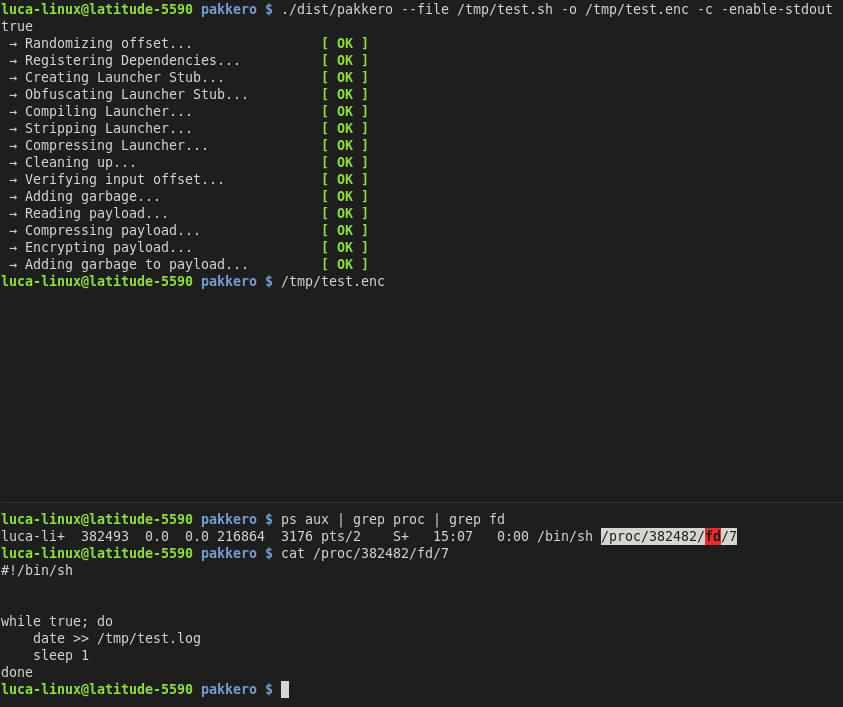 luca-linux@latitude-5590 pakkero $ ./dist/pakkero --file /tmp/test.sh -o /tmp/test.enc -c -enable-stdout
true
→ Randomizing offset... [ OK ]
→ Registering Dependencies... [ OK ]
→ Creating Launcher Stub... [ OK ]
→ Obfuscating Launcher Stub... [ OK ]
→ Compiling Launcher... [ OK ]
→ Stripping Launcher... [ OK ]
→ Compressing Launcher... [ OK ]
→ Cleaning up... [ OK ]
→ Verifying input offset... [ OK ]
→ Adding garbage... [ OK ]
→ Reading payload... [ OK ]
→ Compressing payload... [ OK ]
→ Encrypting payload... [ OK ]
→ Adding garbage to payload... [ OK ]
luca-linux@latitude-5590 pakkero $ /tmp/test.enc
luca-linux@latitude-5590 pakkero $ ps aux | grep proc | grep fd
luca-li+  382493  0.0  0.0 216864  3176 pts/2    S+   15:07   0:00 /bin/sh /proc/382482/fd/7
luca-linux@latitude-5590 pakkero $ cat /proc/382482/fd/7
#!/bin/sh
while true; do
    date >> /tmp/test.log
    sleep 1
done
luca-linux@latitude-5590 pakkero $